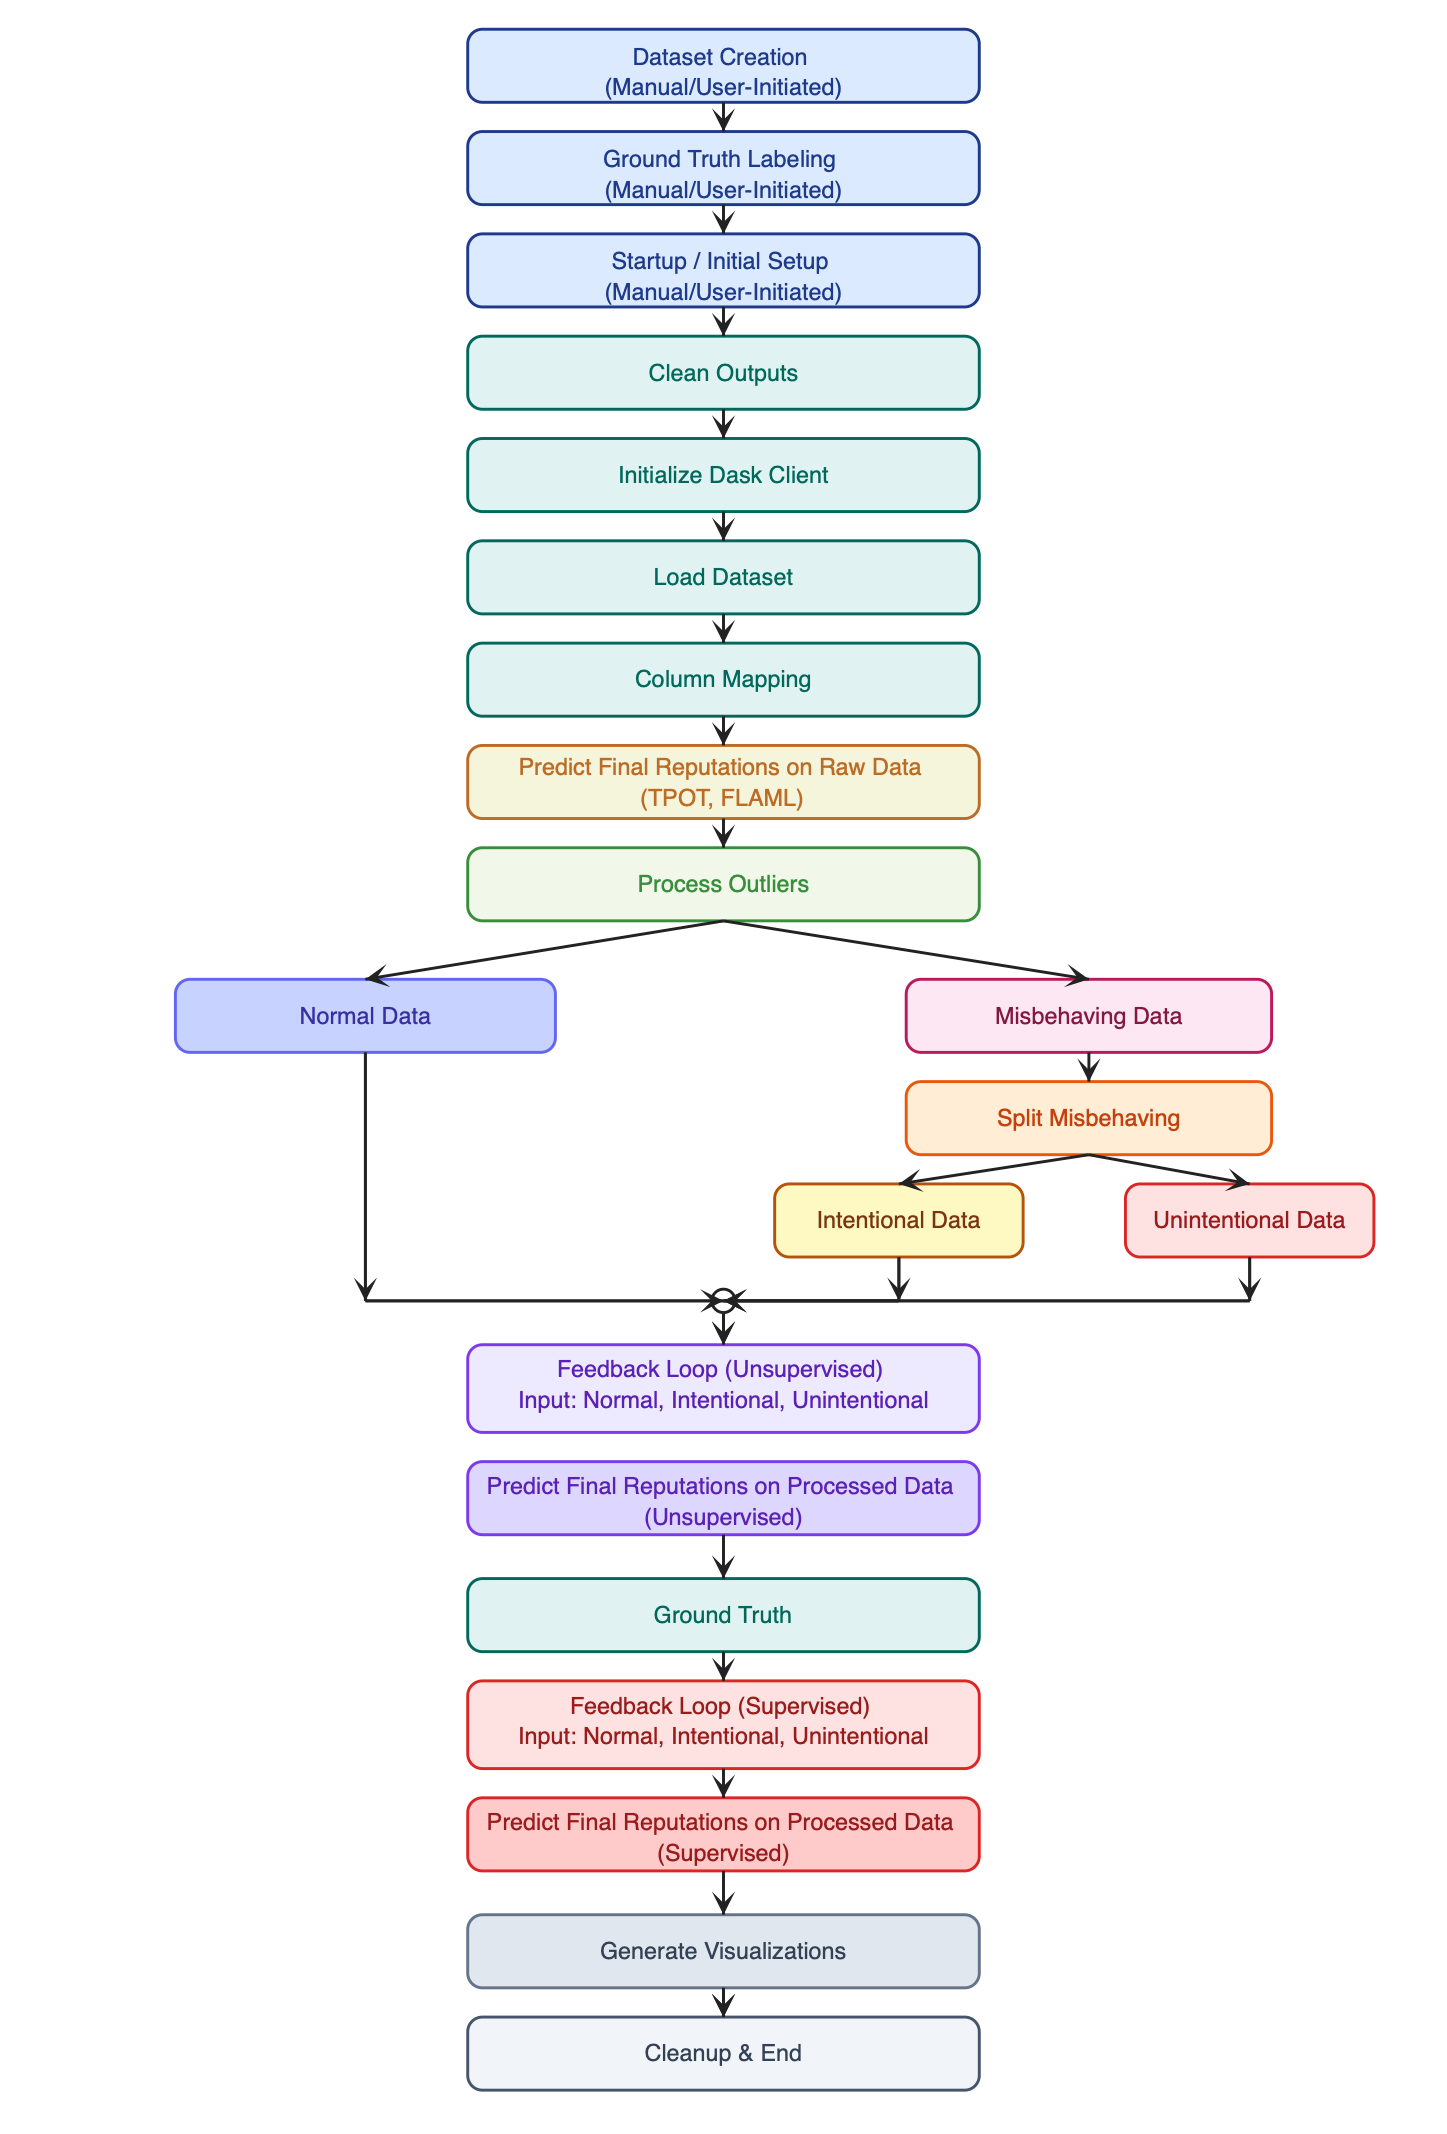 Dataset Creation
(Manual/User-Initiated)
Ground Truth Labeling
(Manual/User-Initiated)
Startup / Initial Setup
(Manual/User-Initiated)
Clean Outputs
Initialize Dask Client
Load Dataset
Column Mapping
Predict Final Reputations on Raw Data
(TPOT, FLAML)
Process Outliers
Normal Data
Misbehaving Data
Split Misbehaving
Intentional Data
Unintentional Data
Feedback Loop (Unsupervised)
Input: Normal, Intentional, Unintentional
Predict Final Reputations on Processed Data
(Unsupervised)
Ground Truth
Feedback Loop (Supervised)
Input: Normal, Intentional, Unintentional
Predict Final Reputations on Processed Data
(Supervised)
Generate Visualizations
Cleanup & End